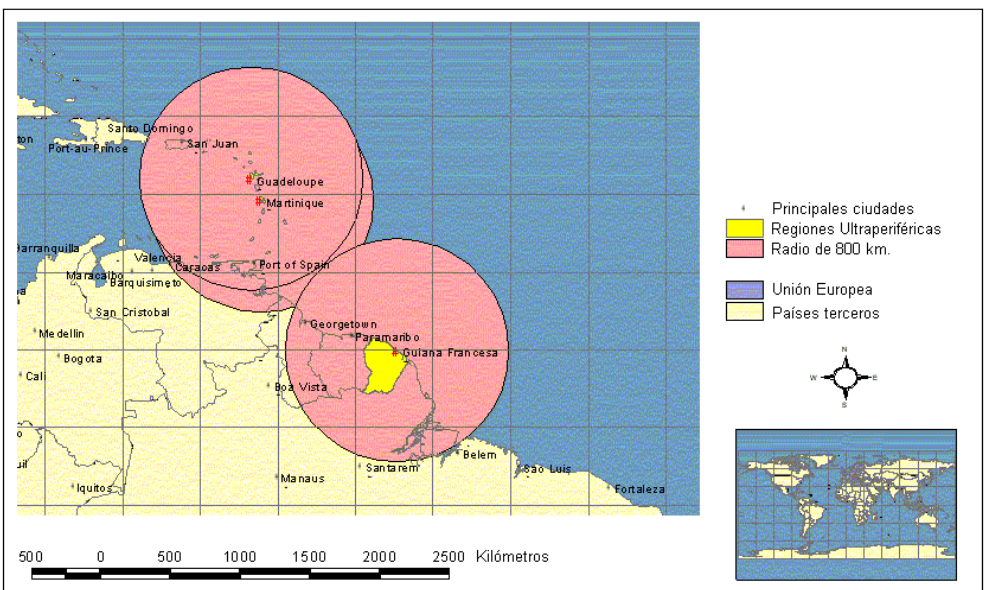 Santo Domingo
ton
Port-au-Prince
San Juan
Guadeloupe
Martinique
Barranquilla
Valencia
Caracas
Port of Spain
Maracaibo
Barquisimeto
San Cristobal
Georgetown
Medellin
Paramaribo
Bogota
Guiana Francesa
Cali
Boa Vista
Belem
Santarem
Sao Luis
Iquitos
Manaus
Fortaleza
Principales ciudades
Regiones Ultraperiféricas
Radio de 800 km.
Unión Europea
Países terceros
N
W
E
S
500 0 500 1000 1500 2000 2500 Kilómetros